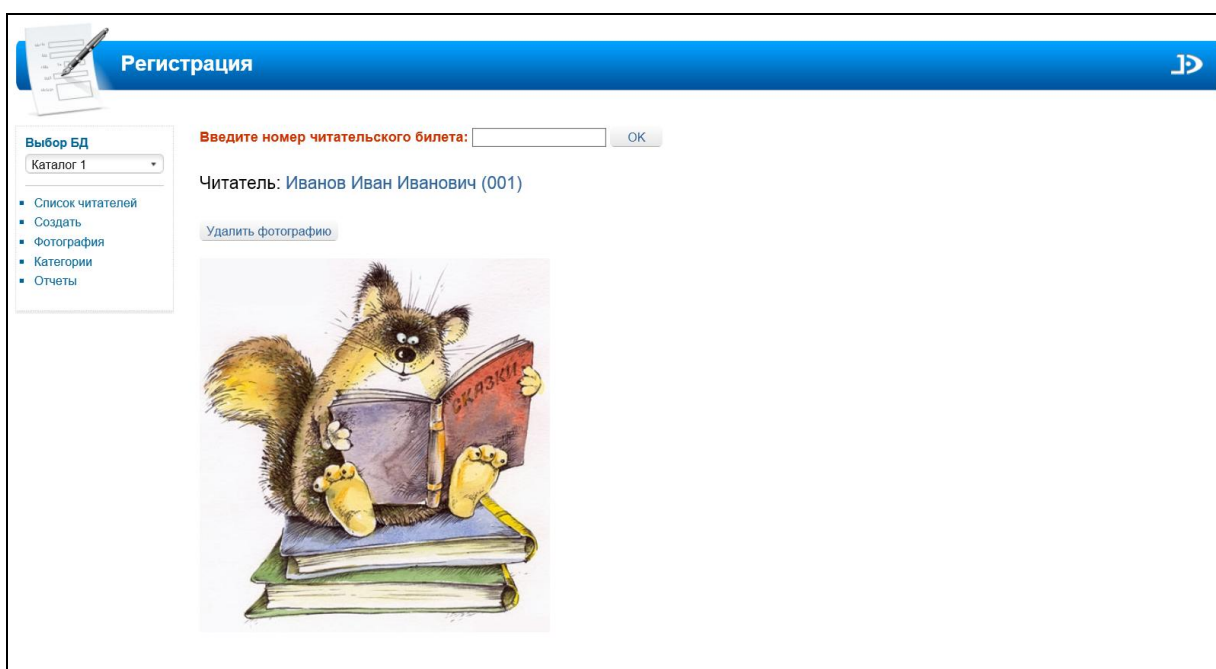 Регистрация
Выбор БД
Каталог 1
Список читателей
Создать
Фотография
Категории
Отчеты
Введите номер читательского билета: OK
Читатель: Иванов Иван Иванович (001)
Удалить фотографию
СКАЗКИ